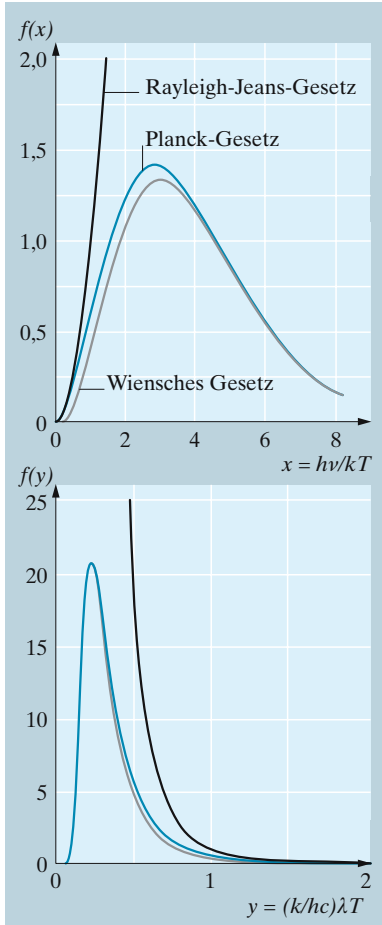 f(x)
2,0
Rayleigh-Jeans-Gesetz
Planck-Gesetz
1,5
1,0
0,5
Wiensches Gesetz
0
0 2 4 6 8
x = hν/kT
f(y)
25
20
15
10
5
0
0 1 2
y = (k/hc)λT